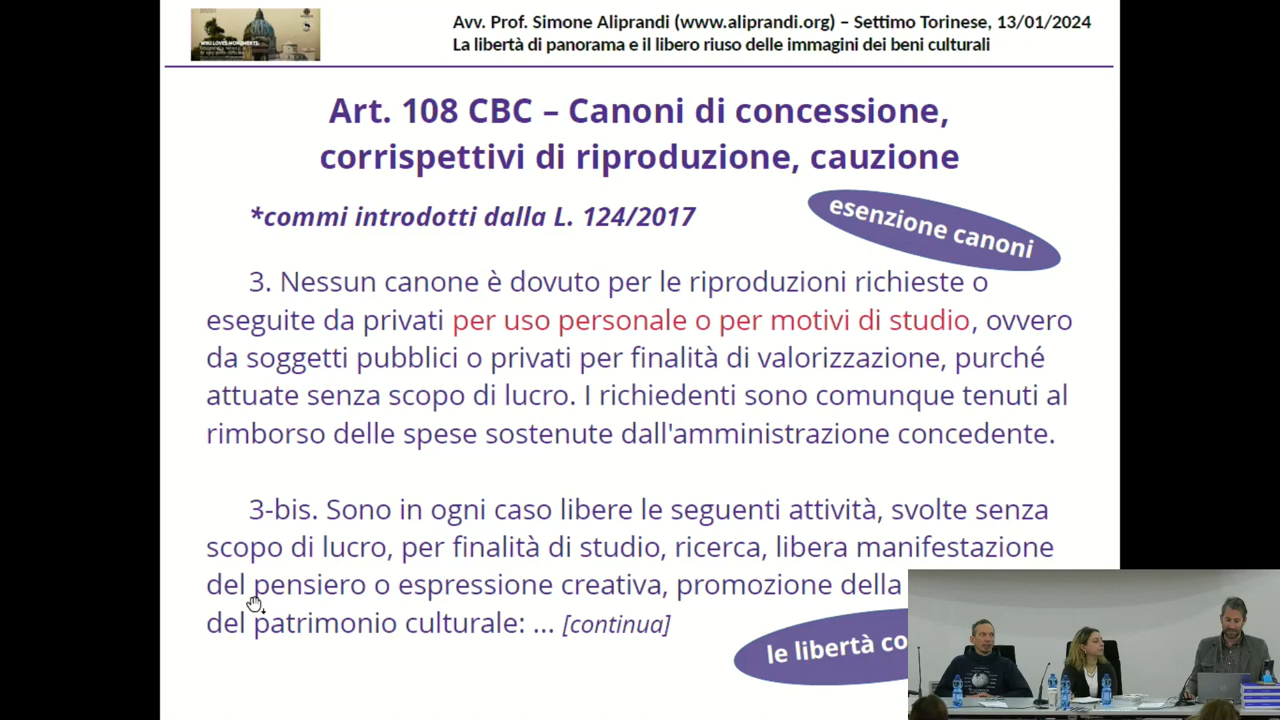 WIKI LOVES MONUMENTS
Avv. Prof. Simone Aliprandi (www.aliprandi.org) – Settimo Torinese, 13/01/2024
La libertà di panorama e il libero riuso delle immagini dei beni culturali
Art. 108 CBC – Canoni di concessione,
corrispettivi di riproduzione, cauzione
*commi introdotti dalla L. 124/2017
esenzione canoni
3. Nessun canone è dovuto per le riproduzioni richieste o
eseguite da privati per uso personale o per motivi di studio, ovvero
da soggetti pubblici o privati per finalità di valorizzazione, purché
attuate senza scopo di lucro. I richiedenti sono comunque tenuti al
rimborso delle spese sostenute dall'amministrazione concedente.
3-bis. Sono in ogni caso libere le seguenti attività, svolte senza
scopo di lucro, per finalità di studio, ricerca, libera manifestazione
del pensiero o espressione creativa, promozione della
del patrimonio culturale: ... [continua]
le libertà co